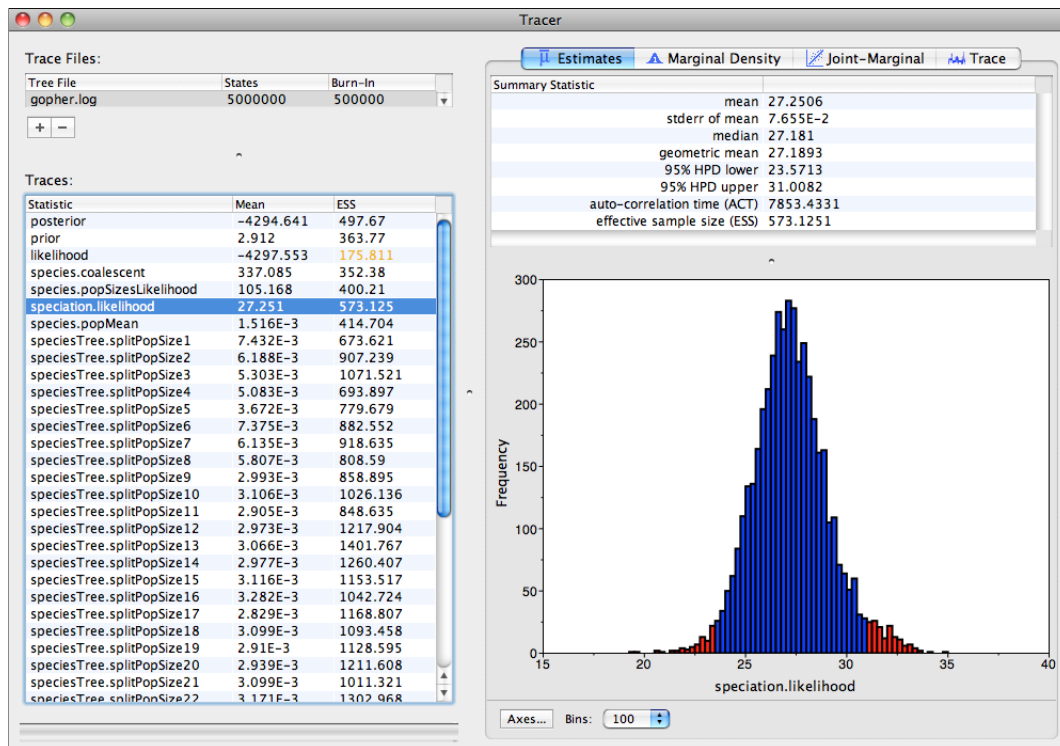 Tracer
Trace Files:
Tree File States Burn-In
gopher.log 5000000 500000
+ −
Traces:
Statistic Mean ESS
posterior -4294.641 497.67
prior 2.912 363.77
likelihood -4297.553 175.811
species.coalescent 337.085 352.38
species.popSizesLikelihood 105.168 400.21
speciation.likelihood 27.251 573.125
species.popMean 1.516E-3 414.704
speciesTree.splitPopSize1 7.432E-3 673.621
speciesTree.splitPopSize2 6.188E-3 907.239
speciesTree.splitPopSize3 5.303E-3 1071.521
speciesTree.splitPopSize4 5.083E-3 693.897
speciesTree.splitPopSize5 3.672E-3 779.679
speciesTree.splitPopSize6 7.375E-3 882.552
speciesTree.splitPopSize7 6.135E-3 918.635
speciesTree.splitPopSize8 5.807E-3 808.59
speciesTree.splitPopSize9 2.993E-3 858.895
speciesTree.splitPopSize10 3.106E-3 1026.136
speciesTree.splitPopSize11 2.905E-3 848.635
speciesTree.splitPopSize12 2.973E-3 1217.904
speciesTree.splitPopSize13 3.066E-3 1401.767
speciesTree.splitPopSize14 2.977E-3 1260.407
speciesTree.splitPopSize15 3.116E-3 1153.517
speciesTree.splitPopSize16 3.282E-3 1042.724
speciesTree.splitPopSize17 2.829E-3 1168.807
speciesTree.splitPopSize18 3.099E-3 1093.458
speciesTree.splitPopSize19 2.91E-3 1128.595
speciesTree.splitPopSize20 2.939E-3 1211.608
speciesTree.splitPopSize21 3.099E-3 1011.321
speciesTree.splitPopSize22 3.171E-3 1302.968
μ Estimates Marginal Density Joint-Marginal Trace
Summary Statistic
mean 27.2506
stderr of mean 7.655E-2
median 27.181
geometric mean 27.1893
95% HPD lower 23.5713
95% HPD upper 31.0082
auto-correlation time (ACT) 7853.4331
effective sample size (ESS) 573.1251
Frequency
300
250
200
150
100
50
0
15 20 25 30 35 40
speciation.likelihood
Axes... Bins: 100